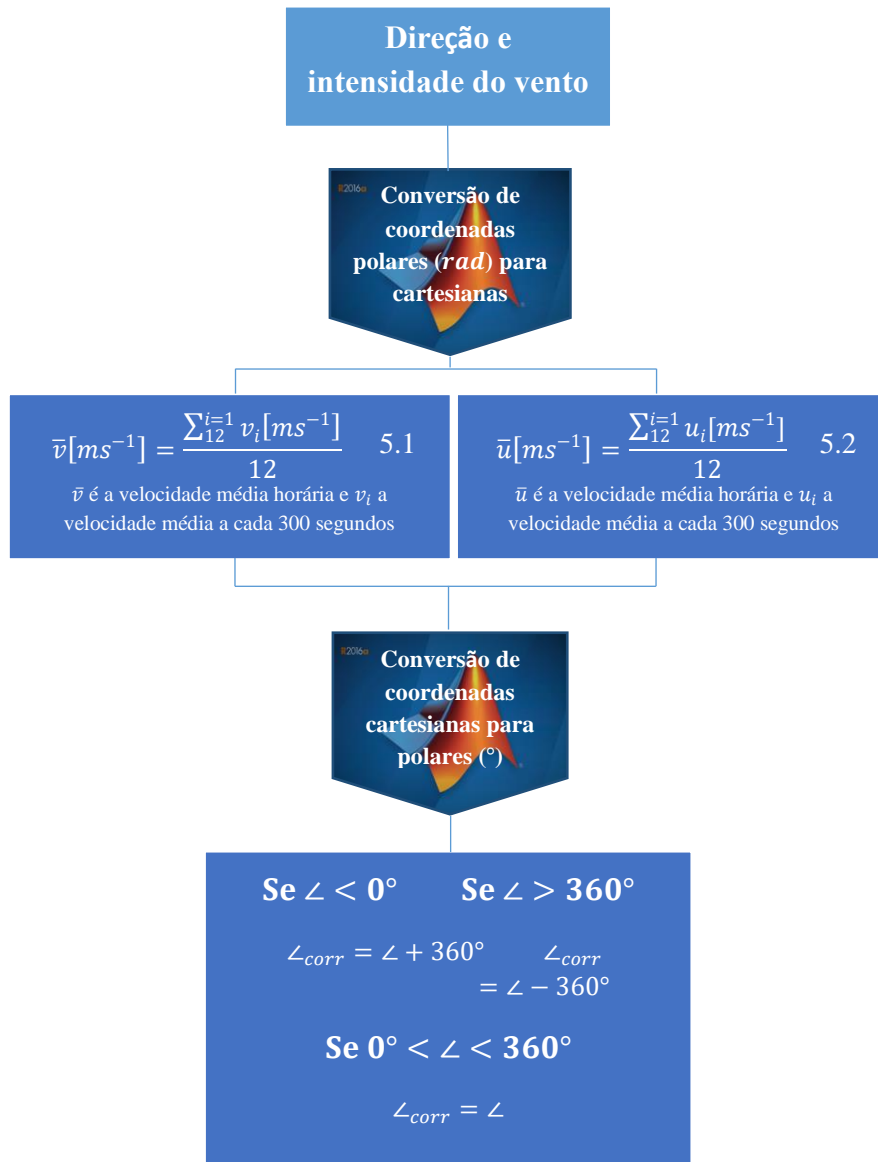 Direção e
intensidade do vento
R2016a
Conversão de
coordenadas
polares (rad) para
cartesianas
v̄[ms⁻¹] = ∑₁₂ⁱ⁼¹ vᵢ[ms⁻¹] / 12 5.1
v̄ é a velocidade média horária e vᵢ a
velocidade média a cada 300 segundos
ū[ms⁻¹] = ∑₁₂ⁱ⁼¹ uᵢ[ms⁻¹] / 12 5.2
ū é a velocidade média horária e uᵢ a
velocidade média a cada 300 segundos
R2016a
Conversão de
coordenadas
cartesianas para
polares (°)
Se ∠ < 0° Se ∠ > 360°
∠corr = ∠ + 360° ∠corr
= ∠ − 360°
Se 0° < ∠ < 360°
∠corr = ∠